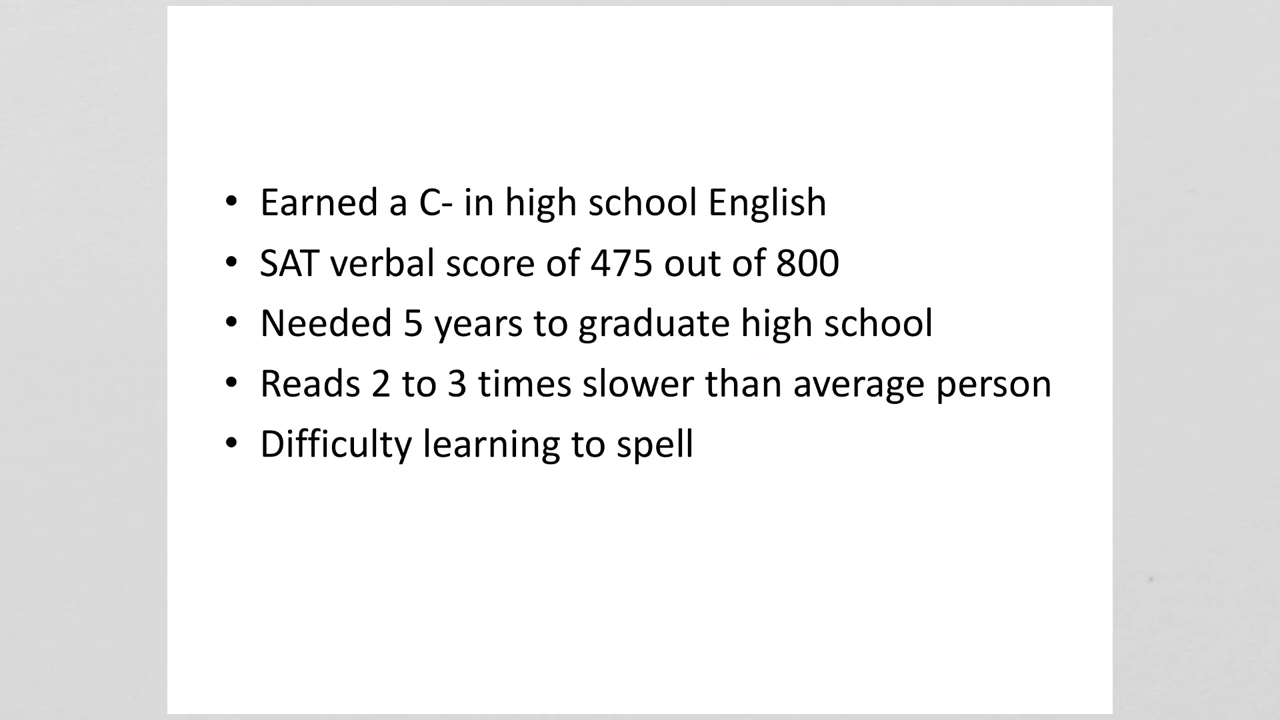 • Earned a C- in high school English
• SAT verbal score of 475 out of 800
• Needed 5 years to graduate high school
• Reads 2 to 3 times slower than average person
• Difficulty learning to spell